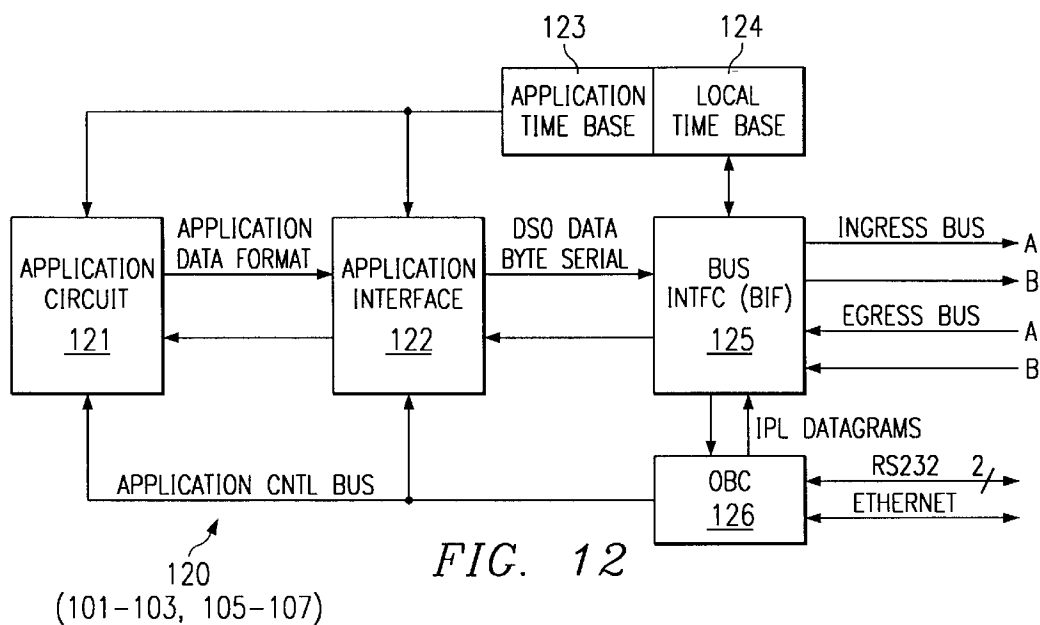 123
124
APPLICATION
TIME BASE
LOCAL
TIME BASE
APPLICATION
CIRCUIT
121
APPLICATION
DATA FORMAT
APPLICATION
INTERFACE
122
DS0 DATA
BYTE SERIAL
BUS
INTFC (BIF)
125
INGRESS BUS
A
B
EGRESS BUS
A
B
IPL DATAGRAMS
APPLICATION CNTL BUS
OBC
126
RS232 2
ETHERNET
120
(101-103, 105-107)
FIG. 12